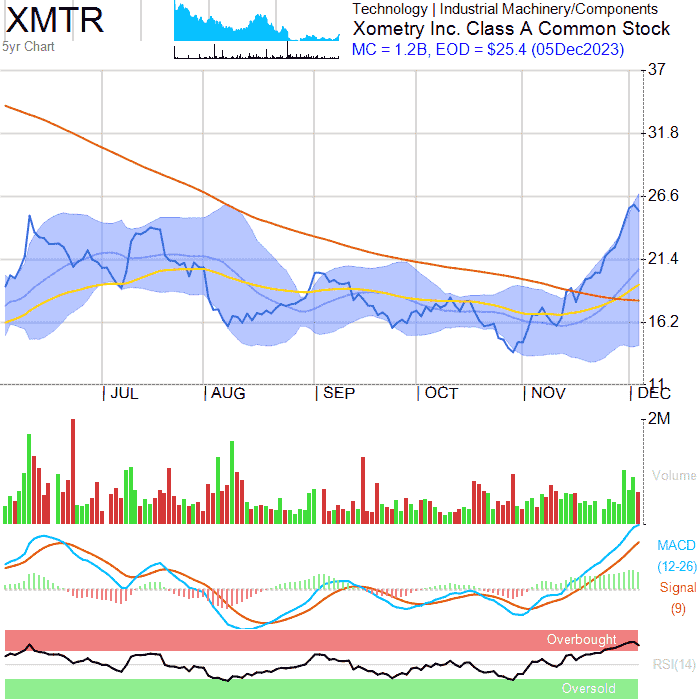 XMTR
5yr Chart
Technology | Industrial Machinery/Components
Xometry Inc. Class A Common Stock
MC = 1.2B, EOD = $25.4 (05Dec2023)
37
31.8
26.6
21.4
16.2
11
JUL AUG SEP OCT NOV DEC
2M
Volume
MACD
(12-26)
Signal
(9)
Overbought
RSI(14)
Oversold